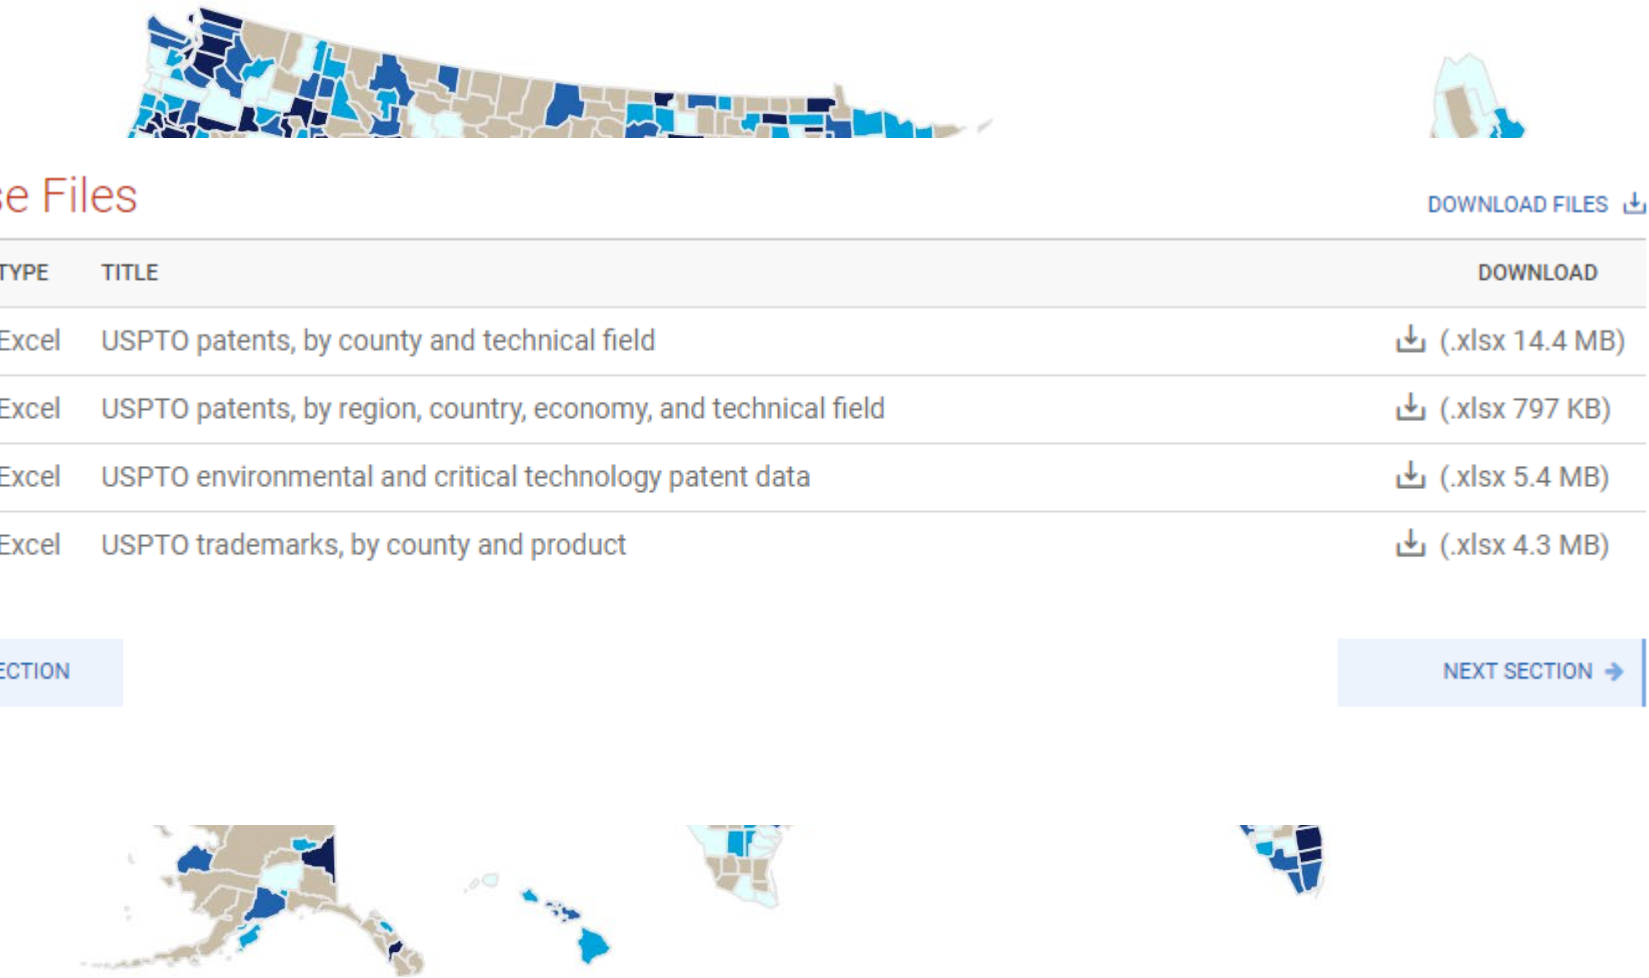 se Files
DOWNLOAD FILES
TYPE TITLE DOWNLOAD
Excel USPTO patents, by county and technical field (.xlsx 14.4 MB)
Excel USPTO patents, by region, country, economy, and technical field (.xlsx 797 KB)
Excel USPTO environmental and critical technology patent data (.xlsx 5.4 MB)
Excel USPTO trademarks, by county and product (.xlsx 4.3 MB)
ECTION NEXT SECTION